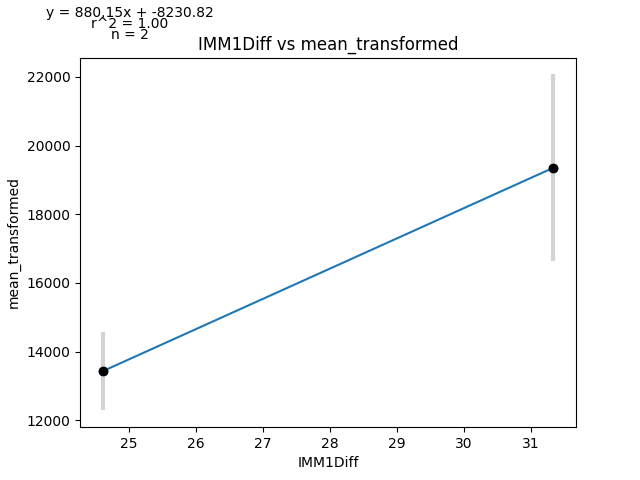 y = 880.15x + -8230.82
r^2 = 1.00
n = 2
IMM1Diff vs mean_transformed
22000
20000
18000
16000
14000
12000
mean_transformed
25 26 27 28 29 30 31
IMM1Diff